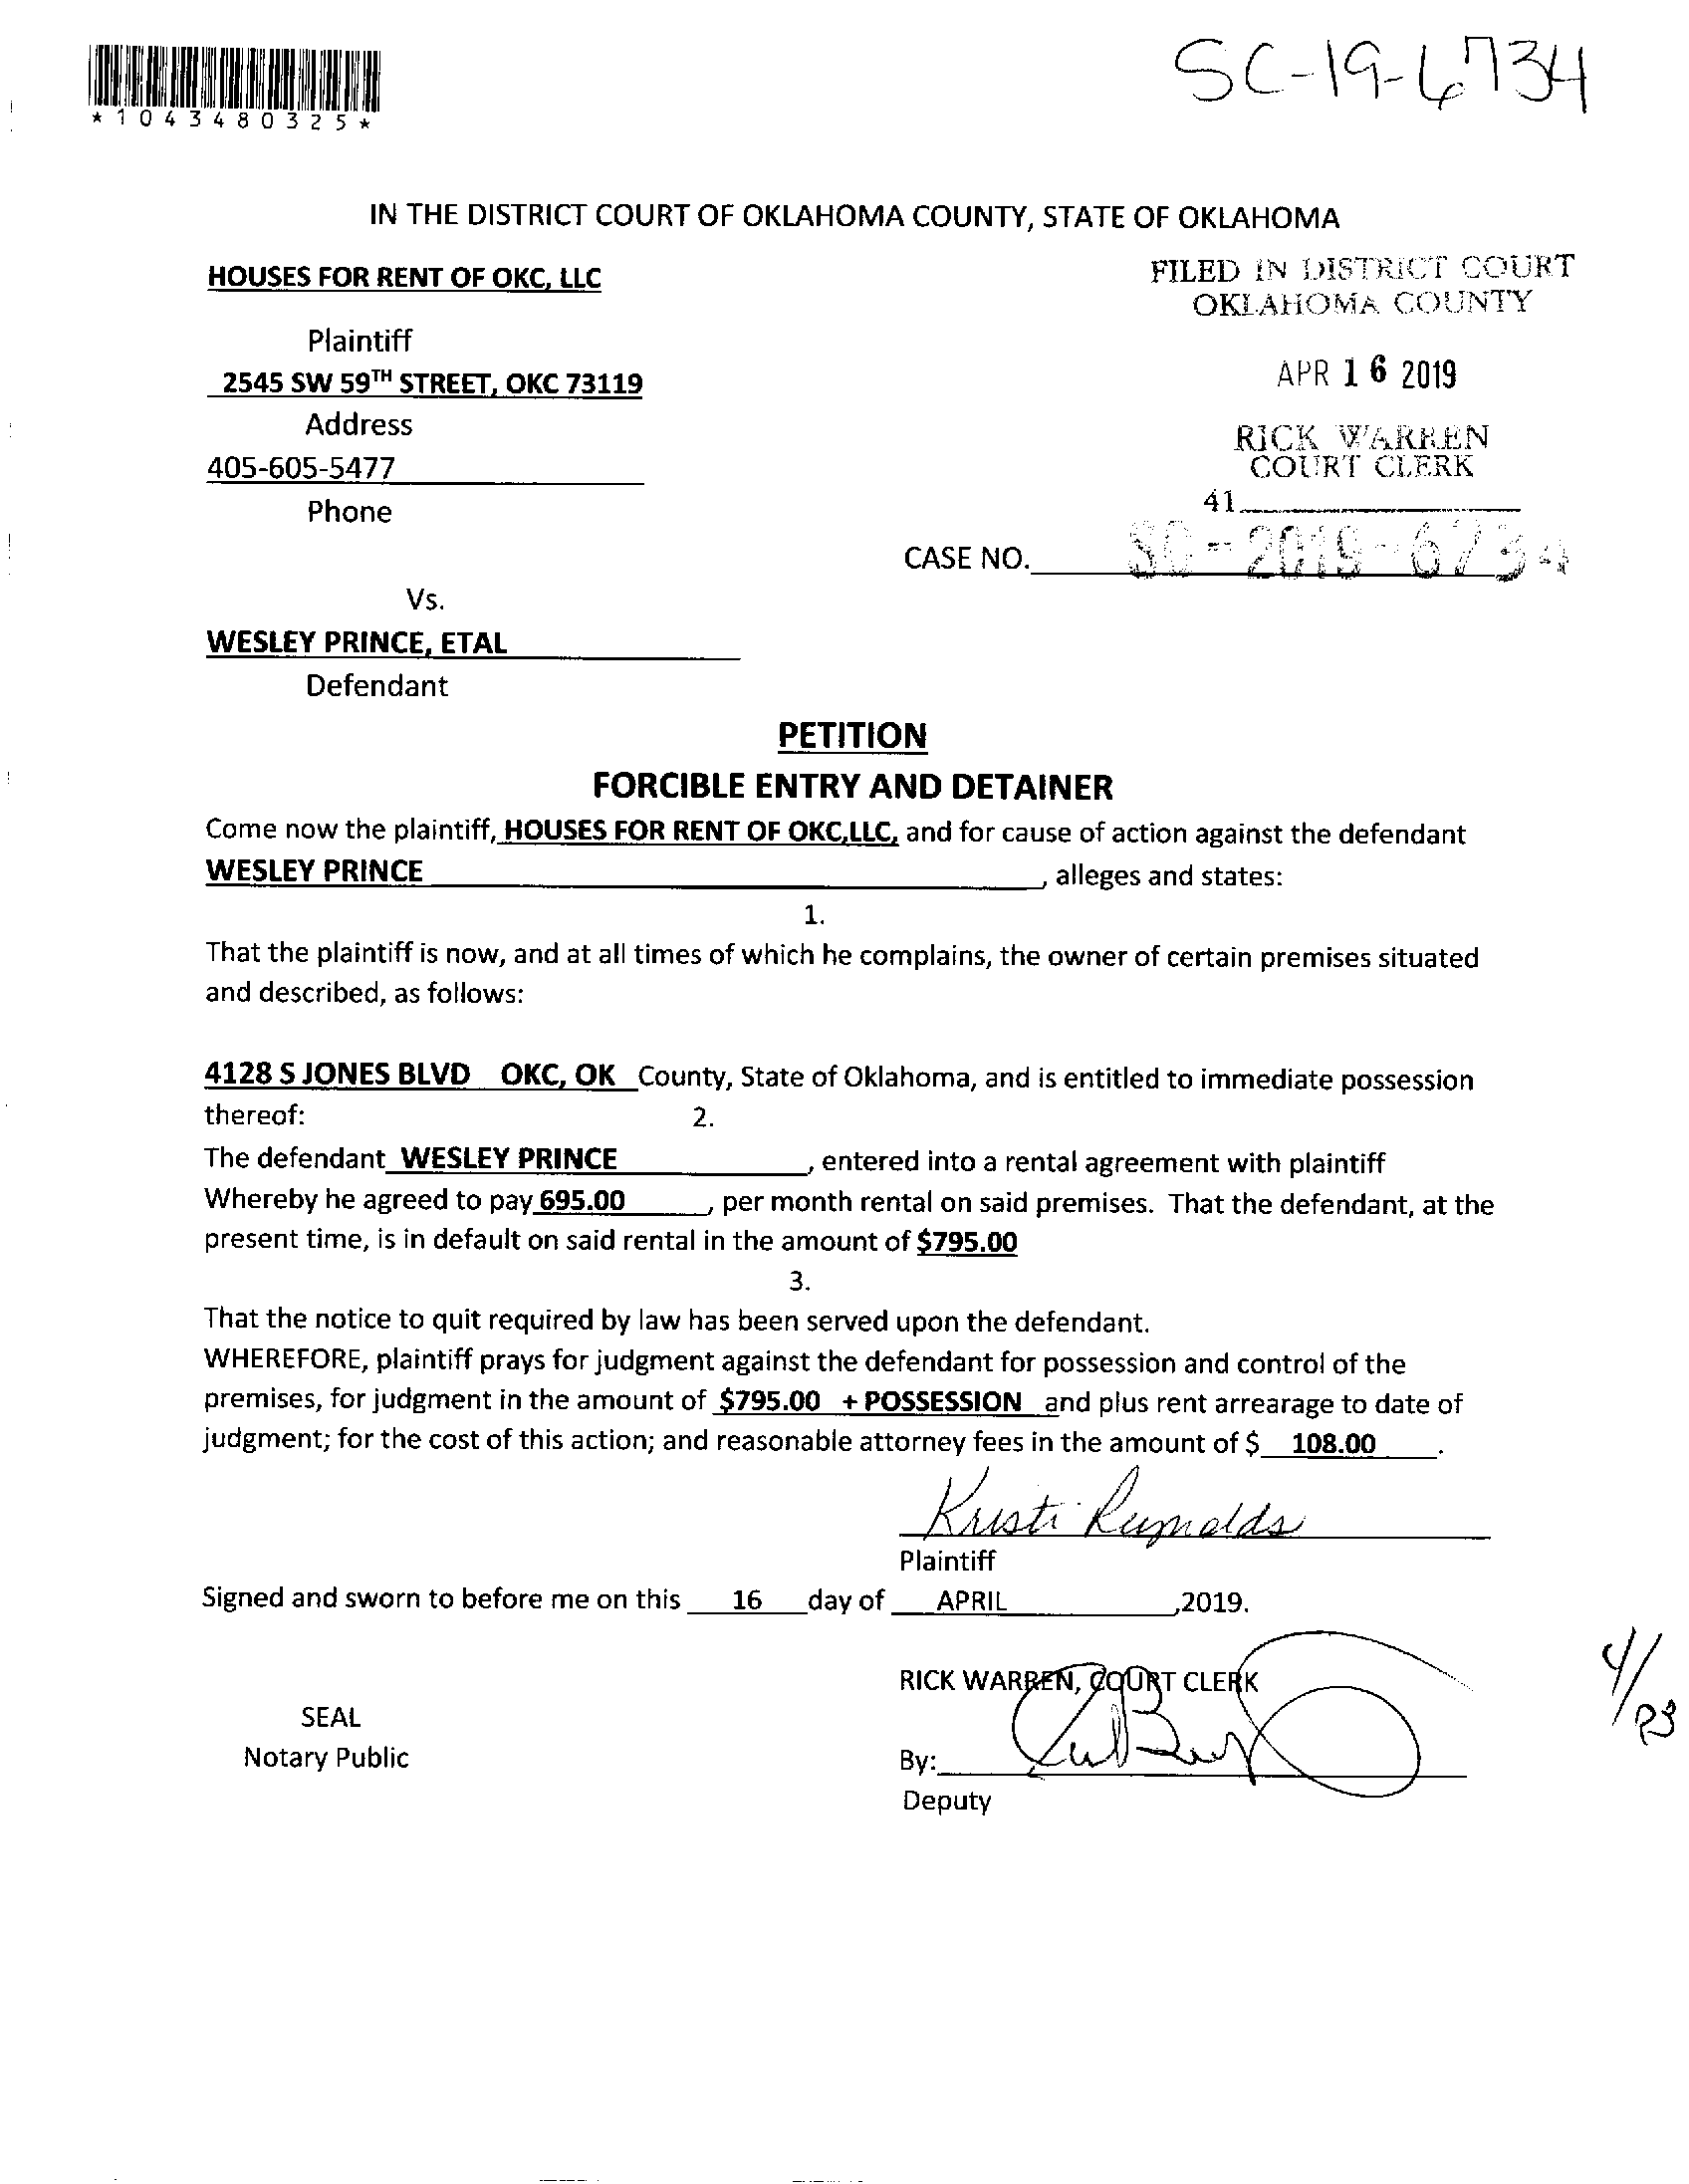 SC-19-6734
*1043480325*
IN THE DISTRICT COURT OF OKLAHOMA COUNTY, STATE OF OKLAHOMA
HOUSES FOR RENT OF OKC, LLC
FILED IN DISTRICT COURT
OKLAHOMA COUNTY
Plaintiff
2545 SW 59TH STREET, OKC 73119
APR 16 2019
Address
RICK WARREN
COURT CLERK
405-605-5477
41
Phone
CASE NO. SC-2019-6734
Vs.
WESLEY PRINCE, ETAL
Defendant
PETITION
FORCIBLE ENTRY AND DETAINER
Come now the plaintiff, HOUSES FOR RENT OF OKC,LLC, and for cause of action against the defendant
WESLEY PRINCE, alleges and states:
1.
That the plaintiff is now, and at all times of which he complains, the owner of certain premises situated
and described, as follows:
4128 S JONES BLVD OKC, OK County, State of Oklahoma, and is entitled to immediate possession
thereof: 2.
The defendant WESLEY PRINCE, entered into a rental agreement with plaintiff
Whereby he agreed to pay 695.00, per month rental on said premises. That the defendant, at the
present time, is in default on said rental in the amount of $795.00
3.
That the notice to quit required by law has been served upon the defendant.
WHEREFORE, plaintiff prays for judgment against the defendant for possession and control of the
premises, for judgment in the amount of $795.00 + POSSESSION and plus rent arrearage to date of
judgment; for the cost of this action; and reasonable attorney fees in the amount of $ 108.00.
Kristi Reynolds
Plaintiff
Signed and sworn to before me on this 16 day of APRIL,2019.
RICK WARREN, COURT CLERK
SEAL
Notary Public
By:
Deputy